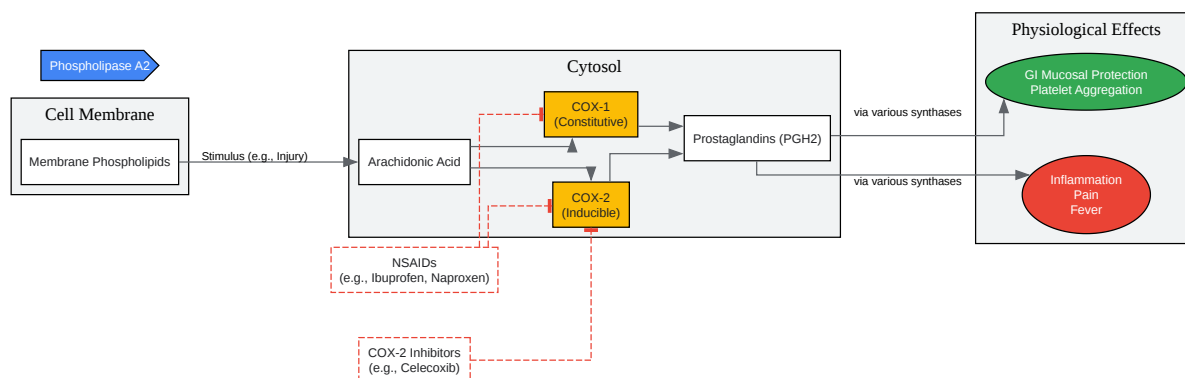 Phospholipase A2
Cell Membrane
Membrane Phospholipids
Stimulus (e.g., Injury)
Cytosol
Arachidonic Acid
COX-1
(Constitutive)
COX-2
(Inducible)
Prostaglandins (PGH2)
NSAIDs
(e.g., Ibuprofen, Naproxen)
COX-2 Inhibitors
(e.g., Celecoxib)
via various synthases
via various synthases
Physiological Effects
GI Mucosal Protection
Platelet Aggregation
Inflammation
Pain
Fever